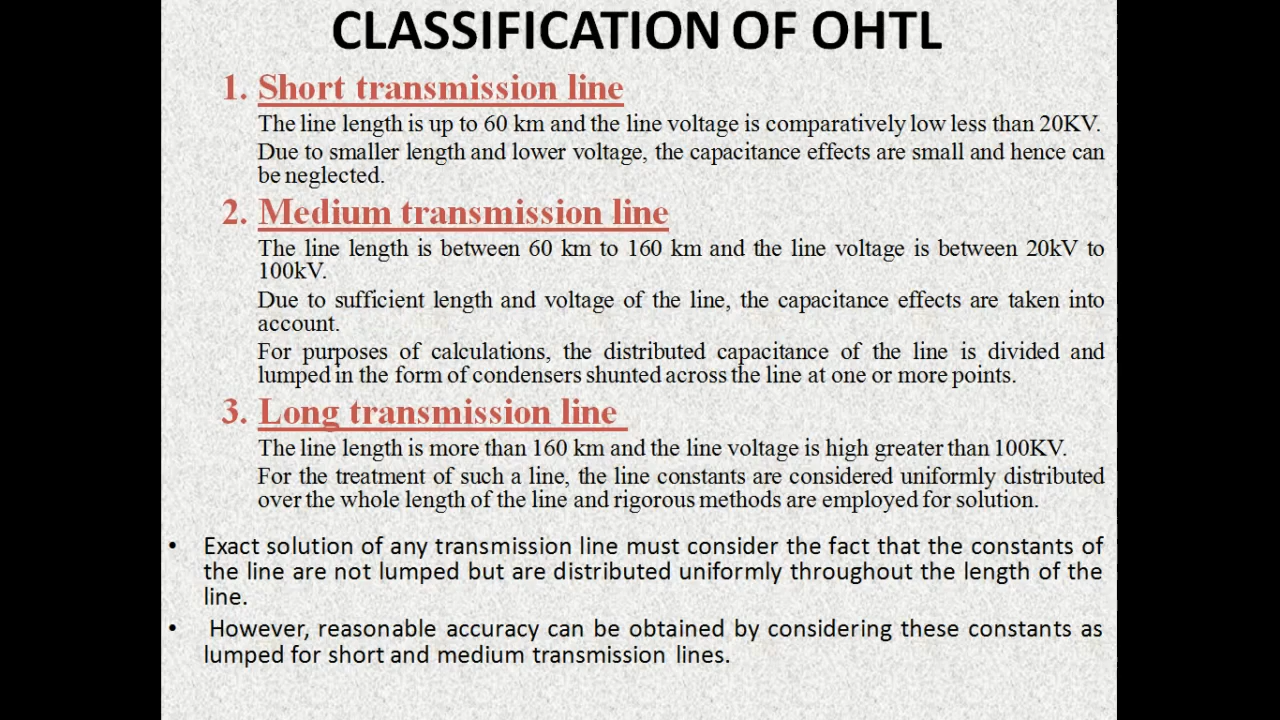 CLASSIFICATION OF OHTL
1. Short transmission line
The line length is up to 60 km and the line voltage is comparatively low less than 20KV.
Due to smaller length and lower voltage, the capacitance effects are small and hence can
be neglected.
2. Medium transmission line
The line length is between 60 km to 160 km and the line voltage is between 20kV to
100kV.
Due to sufficient length and voltage of the line, the capacitance effects are taken into
account.
For purposes of calculations, the distributed capacitance of the line is divided and
lumped in the form of condensers shunted across the line at one or more points.
3. Long transmission line
The line length is more than 160 km and the line voltage is high greater than 100KV.
For the treatment of such a line, the line constants are considered uniformly distributed
over the whole length of the line and rigorous methods are employed for solution.
• Exact solution of any transmission line must consider the fact that the constants of
the line are not lumped but are distributed uniformly throughout the length of the
line.
• However, reasonable accuracy can be obtained by considering these constants as
lumped for short and medium transmission lines.